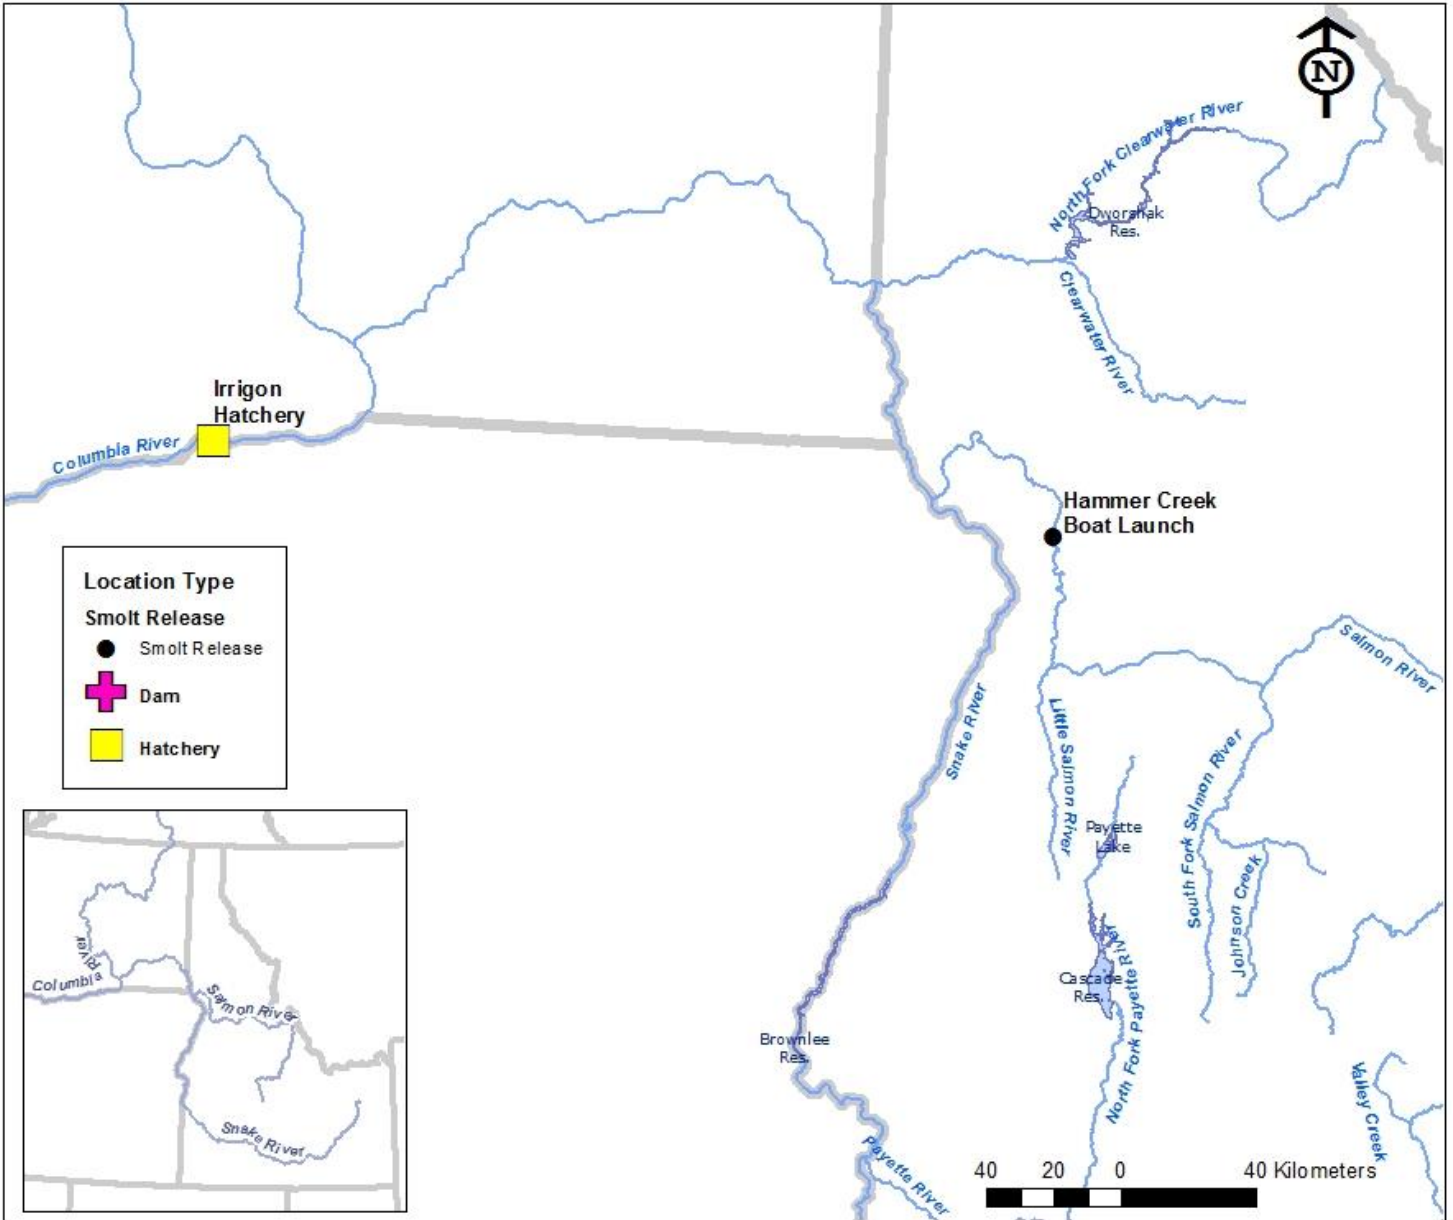 N
North Fork Clearwater River
Dworshak
Res.
Clearwater River
Irrigon
Hatchery
Columbia River
Hammer Creek
Boat Launch
Location Type
Smolt Release
Smolt Release
Dam
Hatchery
Salmon River
Snake River
Little Salmon River
South Fork Salmon River
Payette
Lake
Johnson Creek
Cascade
Res.
North Fork Payette River
Brownlee
Res.
Valley Creek
Payette River
Columbia
River
Salmon River
Snake River
40 20 0 40 Kilometers